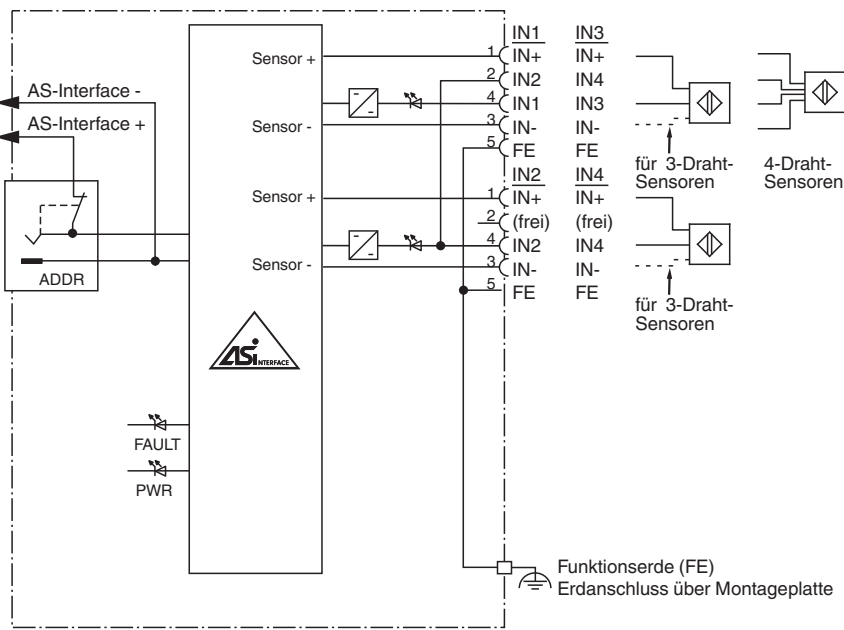 AS-Interface -
AS-Interface +
ADDR
FAULT
PWR
Sensor +
Sensor -
Sensor +
Sensor -
ASi INTERFACE
IN1 IN3
1 IN+ IN+
2 IN2 IN4
4 IN1 IN3
3 IN- IN-
5 FE FE
IN2 IN4
1 IN+ IN+
2 (frei) (frei)
4 IN2 IN4
3 IN- IN-
5 FE FE
für 3-Draht-
Sensoren
4-Draht-
Sensoren
für 3-Draht-
Sensoren
Funktionserde (FE)
Erdanschluss über Montageplatte